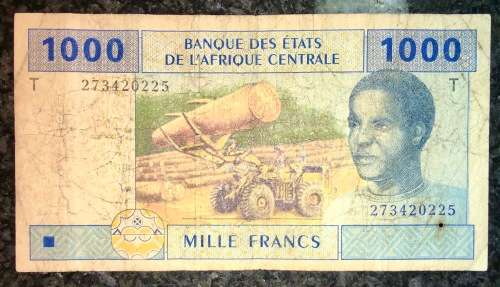 1000 BANQUE DES ÉTATS 1000
DE L'AFRIQUE CENTRALE
T 273420225 T
273420225
MILLE FRANCS